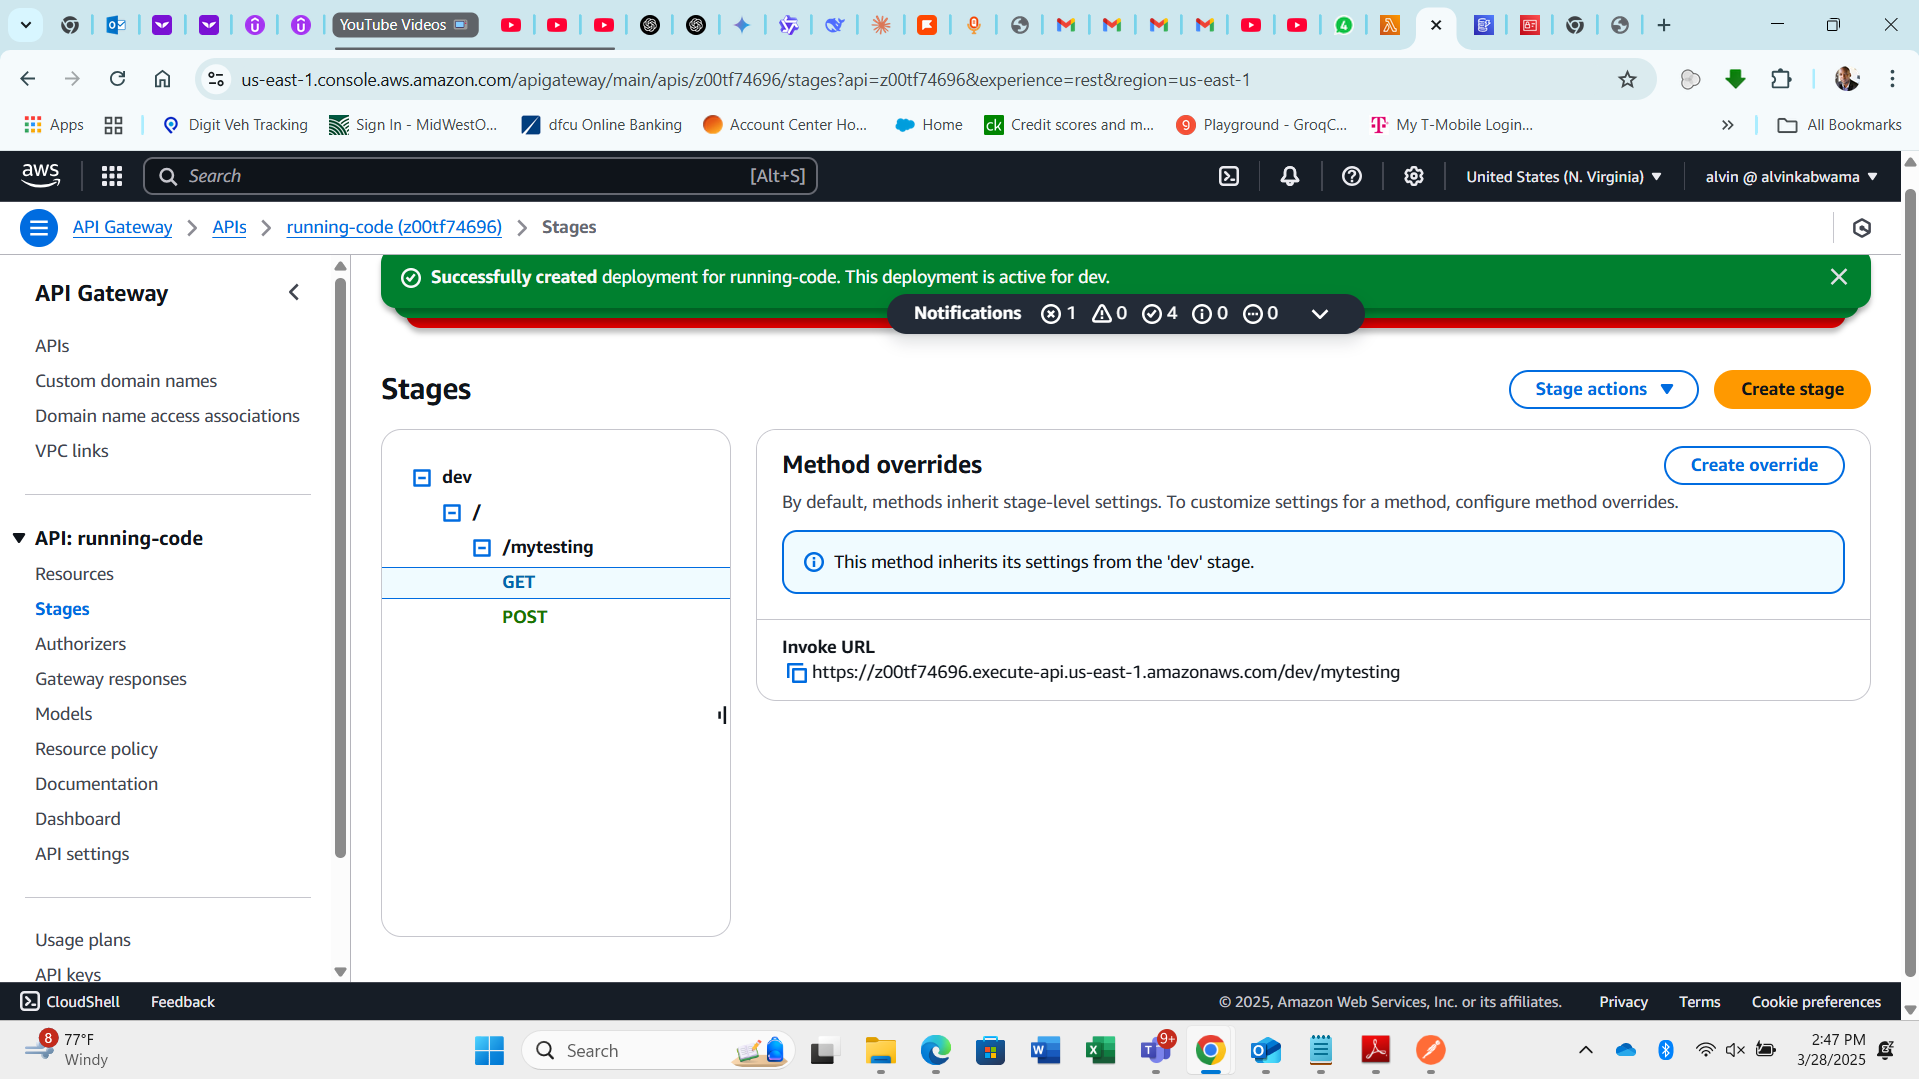 YouTube Videos
4
us-east-1.console.aws.amazon.com/apigateway/main/apis/z00tf74696/stages?api=z00tf74696&experience=rest&region=us-east-1
Apps
Digit Veh Tracking
Sign In - MidWestO...
dfcu Online Banking
Account Center Ho...
Home
ck Credit scores and m...
9 Playground - GroqC...
My T-Mobile Login...
All Bookmarks
aws
Search
[Alt+S]
United States (N. Virginia)
alvin @ alvinkabwama
API Gateway
APIs
running-code (z00tf74696)
Stages
API Gateway
APIs
Custom domain names
Domain name access associations
VPC links
API: running-code
Resources
Stages
Authorizers
Gateway responses
Models
Resource policy
Documentation
Dashboard
API settings
Usage plans
API keys
Successfully created deployment for running-code. This deployment is active for dev.
Notifications 1 0 4 0 0
Stages
Stage actions
Create stage
dev
/
/mytesting
GET
POST
Method overrides
Create override
By default, methods inherit stage-level settings. To customize settings for a method, configure method overrides.
This method inherits its settings from the 'dev' stage.
Invoke URL
https://z00tf74696.execute-api.us-east-1.amazonaws.com/dev/mytesting
CloudShell
Feedback
© 2025, Amazon Web Services, Inc. or its affiliates.
Privacy
Terms
Cookie preferences
8
77°F
Windy
Search
9+
2:47 PM
3/28/2025